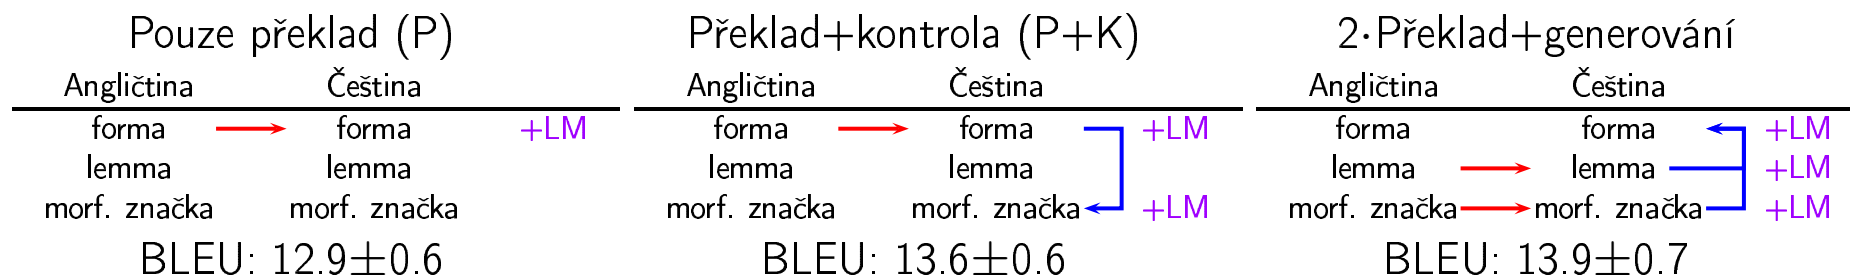 Pouze překlad (P)
Angličtina Čeština
forma forma +LM
lemma lemma
morf. značka morf. značka
BLEU: 12.9±0.6
Překlad+kontrola (P+K)
Angličtina Čeština
forma forma +LM
lemma lemma
morf. značka morf. značka +LM
BLEU: 13.6±0.6
2·Překlad+generování
Angličtina Čeština
forma forma +LM
lemma lemma +LM
morf. značka morf. značka +LM
BLEU: 13.9±0.7